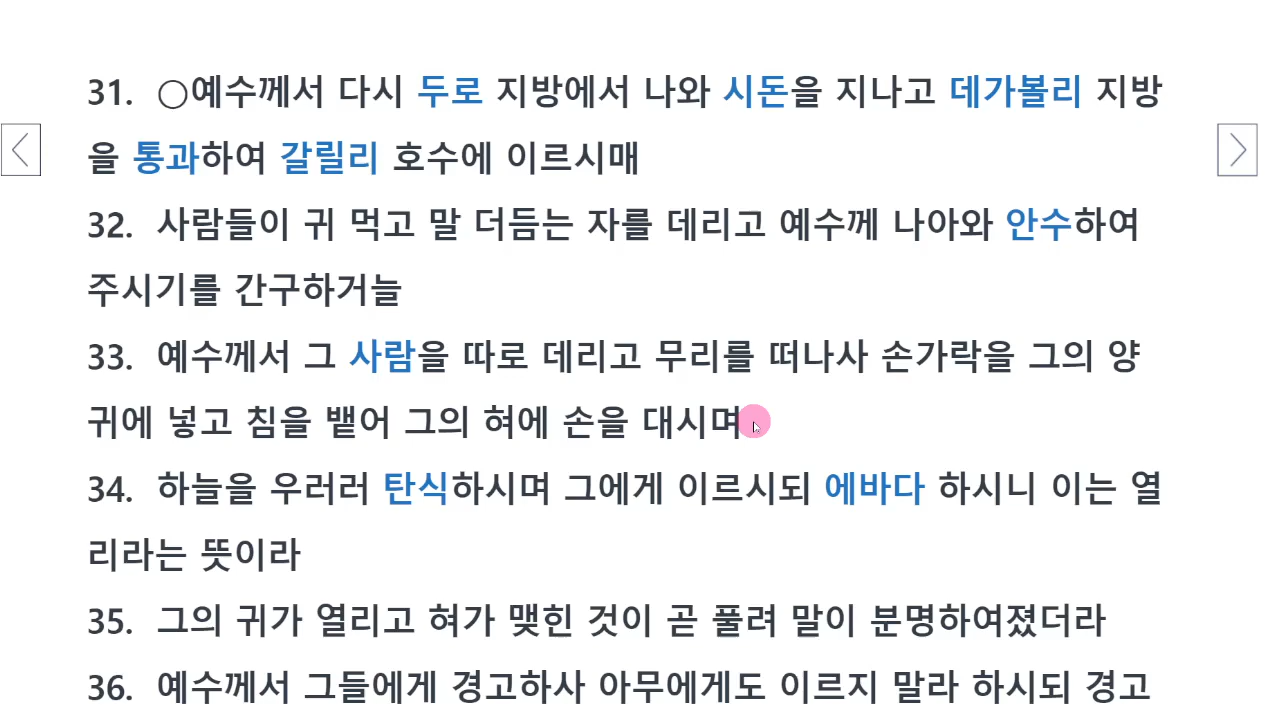 31. ○예수께서 다시 두로 지방에서 나와 시돈을 지나고 데가볼리 지방
을 통과하여 갈릴리 호수에 이르시매
32. 사람들이 귀 먹고 말 더듬는 자를 데리고 예수께 나아와 안수하여
주시기를 간구하거늘
33. 예수께서 그 사람을 따로 데리고 무리를 떠나사 손가락을 그의 양
귀에 넣고 침을 뱉어 그의 혀에 손을 대시며
34. 하늘을 우러러 탄식하시며 그에게 이르시되 에바다 하시니 이는 열
리라는 뜻이라
35. 그의 귀가 열리고 혀가 맺힌 것이 곧 풀려 말이 분명하여졌더라
36. 예수께서 그들에게 경고하사 아무에게도 이르지 말라 하시되 경고